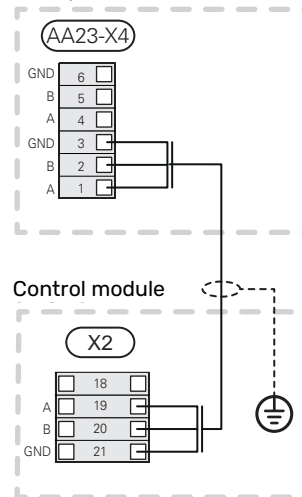 AA23-X4
GND 6
B 5
A 4
GND 3
B 2
A 1
Control module
X2
18
A 19
B 20
GND 21